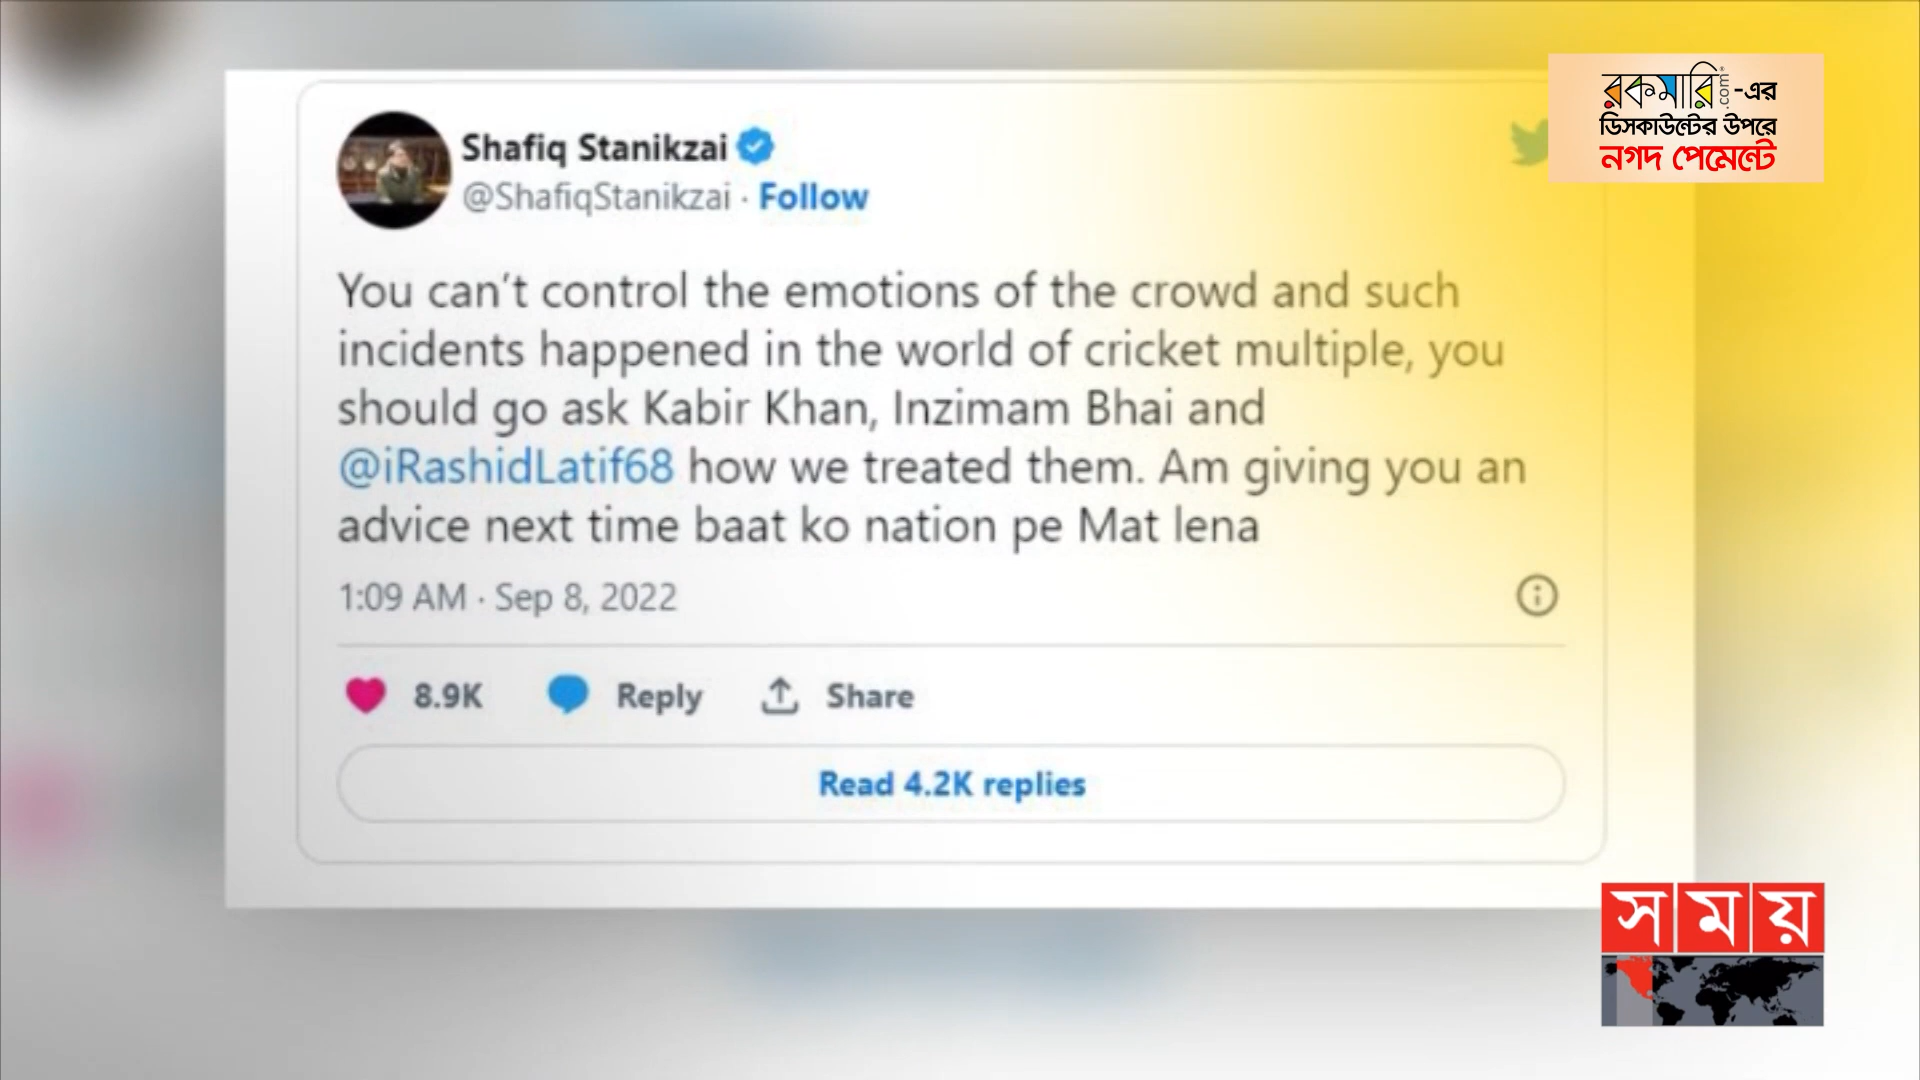 Shafiq Stanikzai
@ShafiqStanikzai · Follow
You can't control the emotions of the crowd and such
incidents happened in the world of cricket multiple, you
should go ask Kabir Khan, Inzimam Bhai and
@iRashidLatif68 how we treated them. Am giving you an
advice next time baat ko nation pe Mat lena
1:09 AM · Sep 8, 2022
8.9K Reply Share
Read 4.2K replies
রকমারি.com-এর
ডিসকাউন্টের উপরে
নগদ পেমেন্টে
সময়